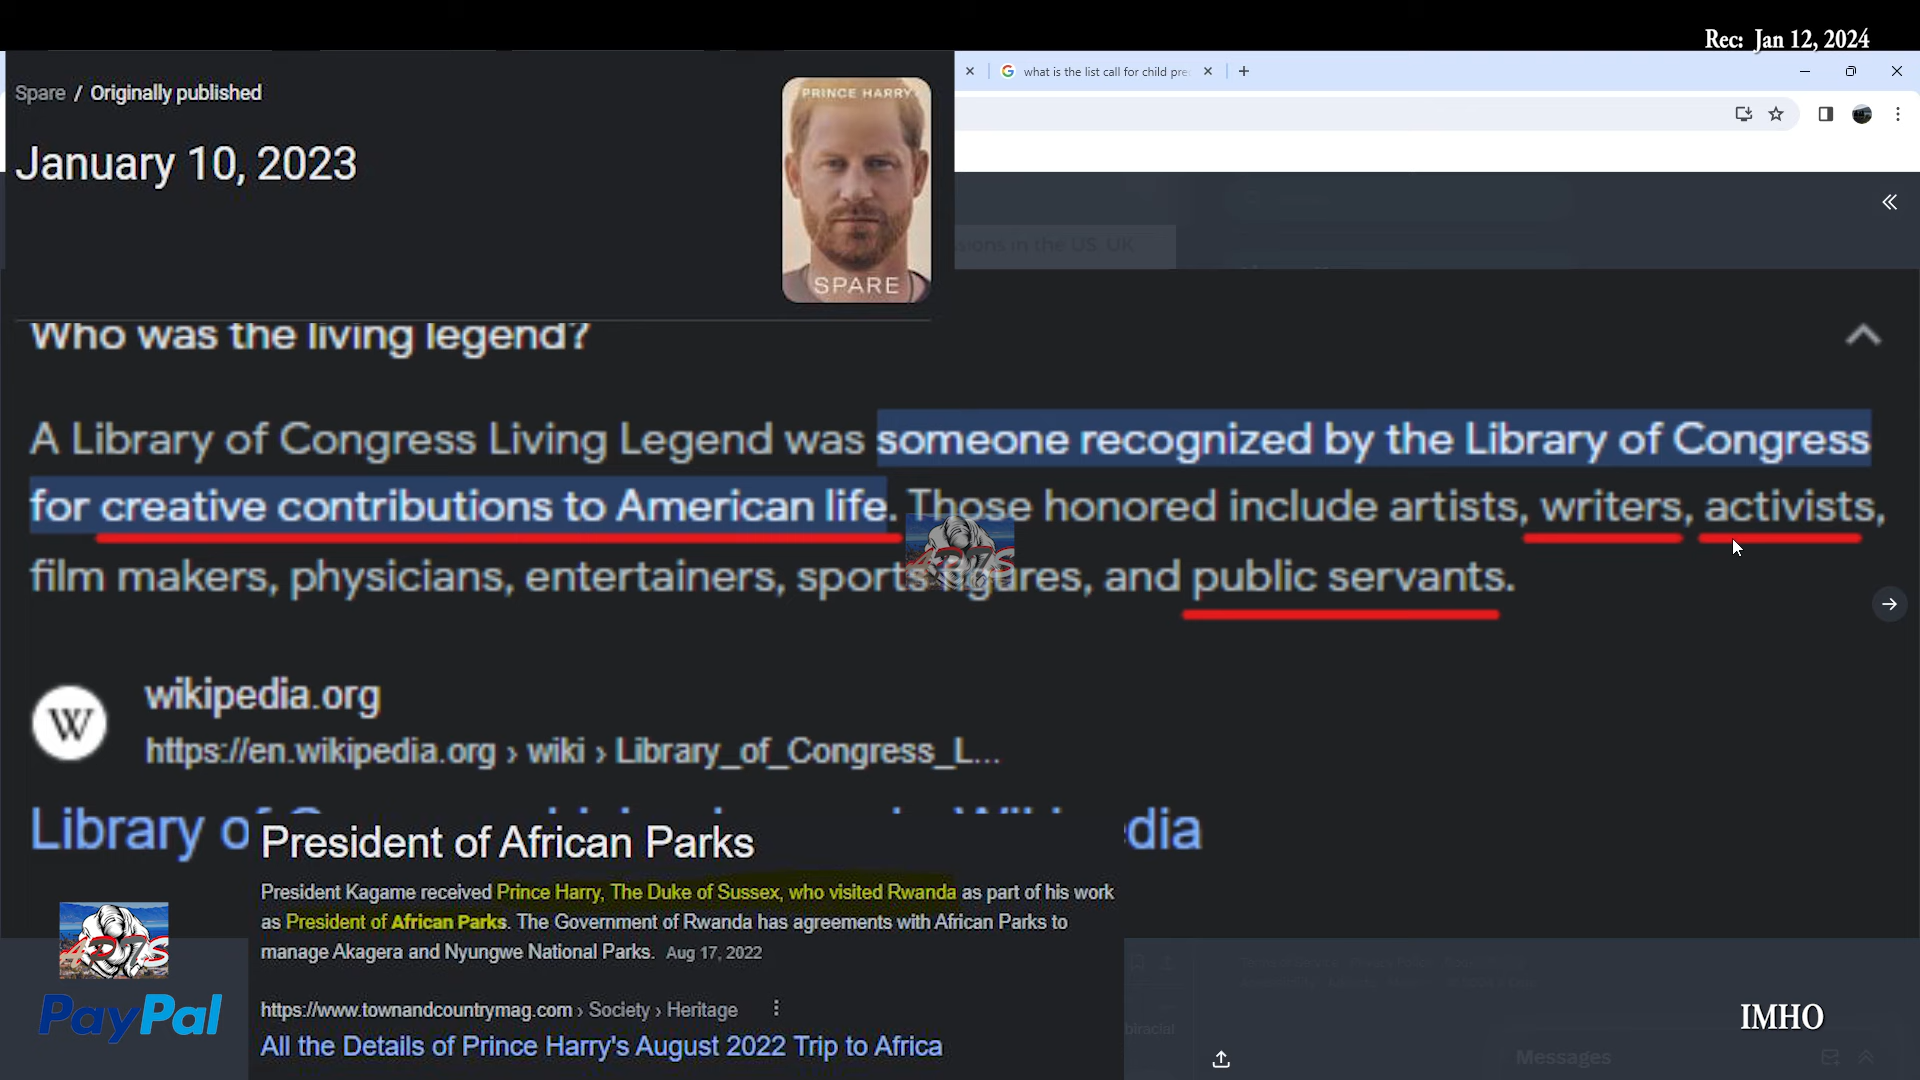 Rec: Jan 12, 2024
what is the list call for child pre
Spare / Originally published
January 10, 2023
PRINCE HARRY
SPARE
sions in the US. UK
Who was the living legend?
A Library of Congress Living Legend was someone recognized by the Library of Congress
for creative contributions to American life. Those honored include artists, writers, activists,
film makers, physicians, entertainers, sports figures, and public servants.
W
wikipedia.org
https://en.wikipedia.org › wiki › Library_of_Congress_L...
Library of
dia
President of African Parks
President Kagame received Prince Harry, The Duke of Sussex, who visited Rwanda as part of his work
as President of African Parks. The Government of Rwanda has agreements with African Parks to
manage Akagera and Nyungwe National Parks. Aug 17, 2022
https://www.townandcountrymag.com › Society › Heritage
All the Details of Prince Harry's August 2022 Trip to Africa
PayPal
IMHO
biracial
Messages